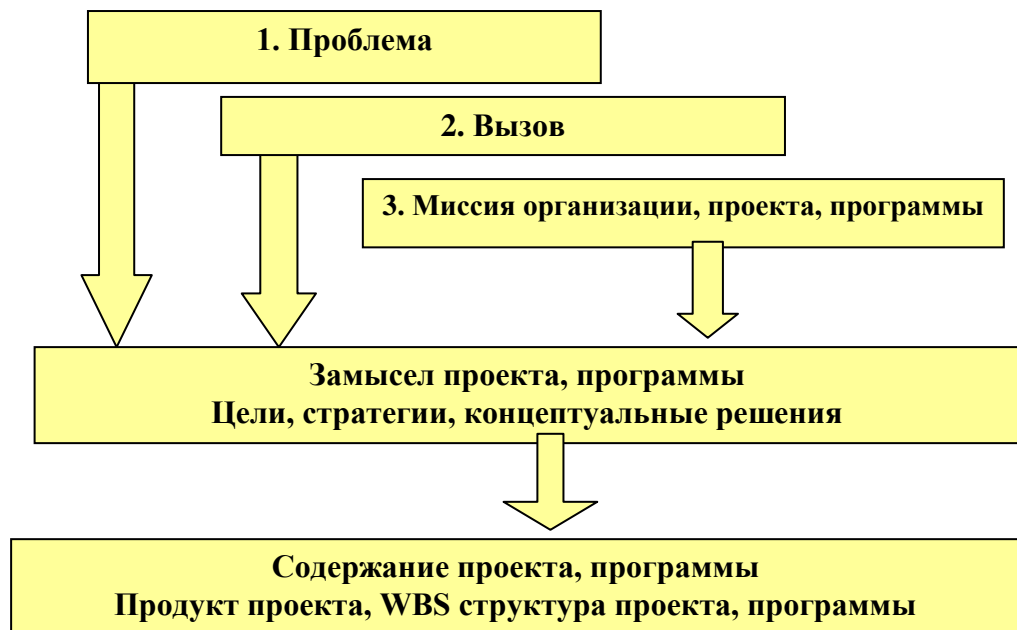 1. Проблема
2. Вызов
3. Миссия организации, проекта, программы
Замысел проекта, программы
Цели, стратегии, концептуальные решения
Содержание проекта, программы
Продукт проекта, WBS структура проекта, программы